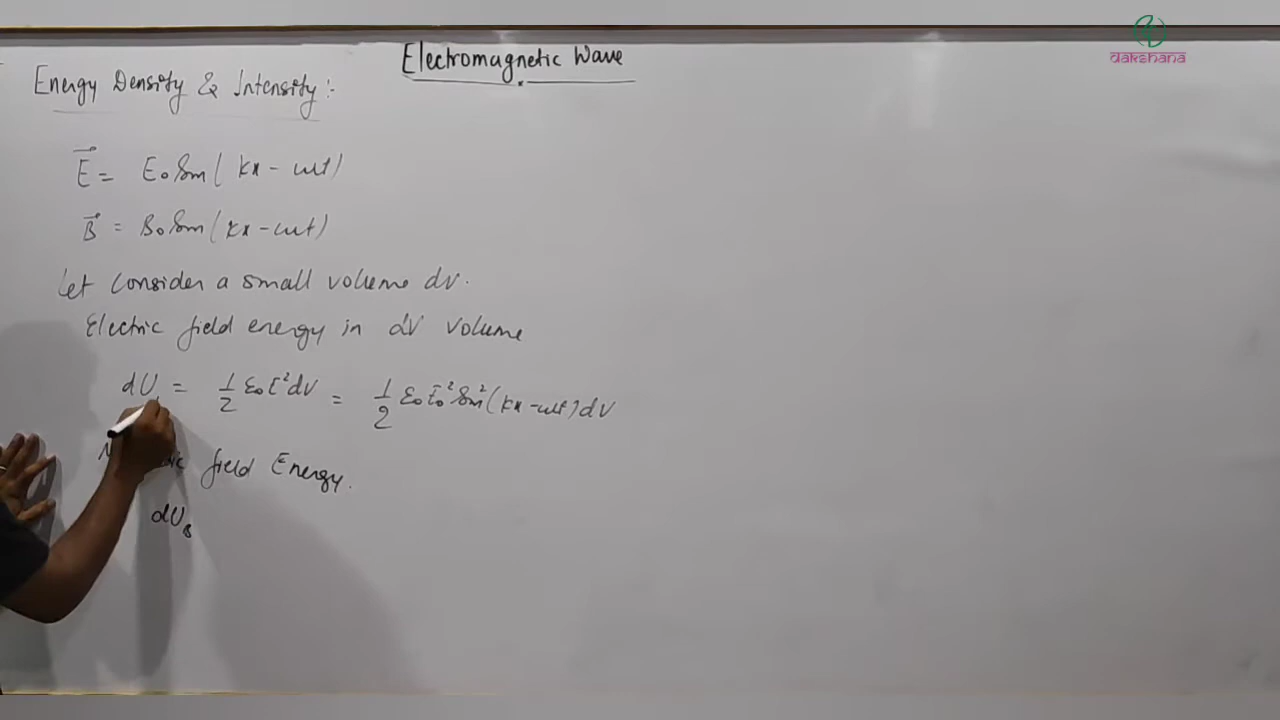 Electromagnetic Wave
dakshana
Energy Density & Intensity :-
E⃗ = E₀ Sin ( kx - ωt )
B⃗ = B₀ Sin ( kx - ωt )
Let consider a small volume dv.
Electric field energy in dV volume
dU = 1/2 ε₀ E² dV = 1/2 ε₀ E₀² Sin² ( kx - ωt ) dV
field Energy.
dU_B